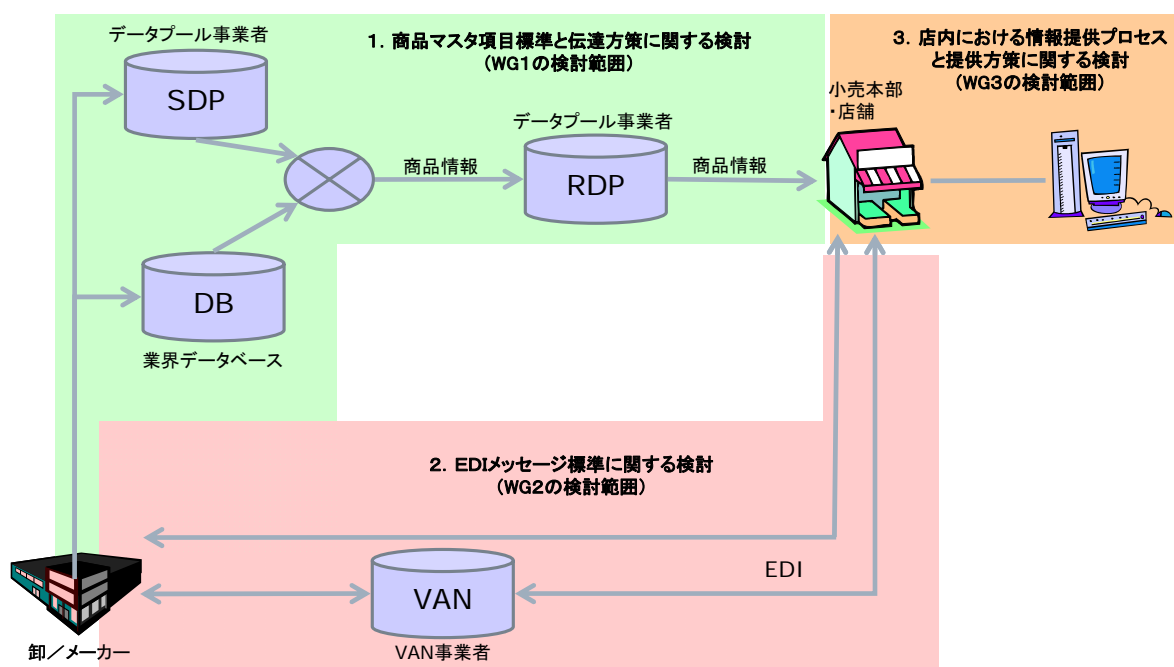 データプール事業者
SDP
1．商品マスタ項目標準と伝達方策に関する検討
（WG1の検討範囲）
3．店内における情報提供プロセス
と提供方策に関する検討
（WG3の検討範囲）
小売本部
・店舗
データプール事業者
商品情報
RDP
商品情報
DB
業界データベース
2．EDIメッセージ標準に関する検討
（WG2の検討範囲）
EDI
VAN
VAN事業者
卸／メーカー